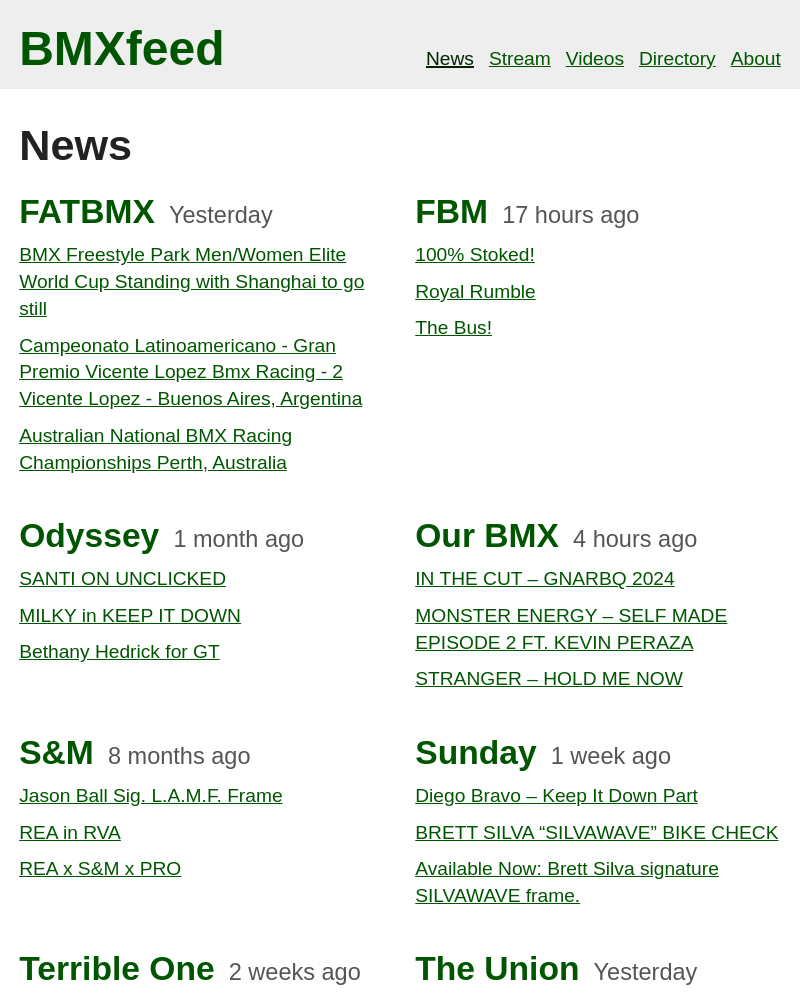 BMXfeed
News Stream Videos Directory About
News
FATBMX Yesterday
BMX Freestyle Park Men/Women Elite
World Cup Standing with Shanghai to go
still
Campeonato Latinoamericano - Gran
Premio Vicente Lopez Bmx Racing - 2
Vicente Lopez - Buenos Aires, Argentina
Australian National BMX Racing
Championships Perth, Australia
FBM 17 hours ago
100% Stoked!
Royal Rumble
The Bus!
Odyssey 1 month ago
SANTI ON UNCLICKED
MILKY in KEEP IT DOWN
Bethany Hedrick for GT
Our BMX 4 hours ago
IN THE CUT – GNARBQ 2024
MONSTER ENERGY – SELF MADE
EPISODE 2 FT. KEVIN PERAZA
STRANGER – HOLD ME NOW
S&M 8 months ago
Jason Ball Sig. L.A.M.F. Frame
REA in RVA
REA x S&M x PRO
Sunday 1 week ago
Diego Bravo – Keep It Down Part
BRETT SILVA “SILVAWAVE” BIKE CHECK
Available Now: Brett Silva signature
SILVAWAVE frame.
Terrible One 2 weeks ago
The Union Yesterday